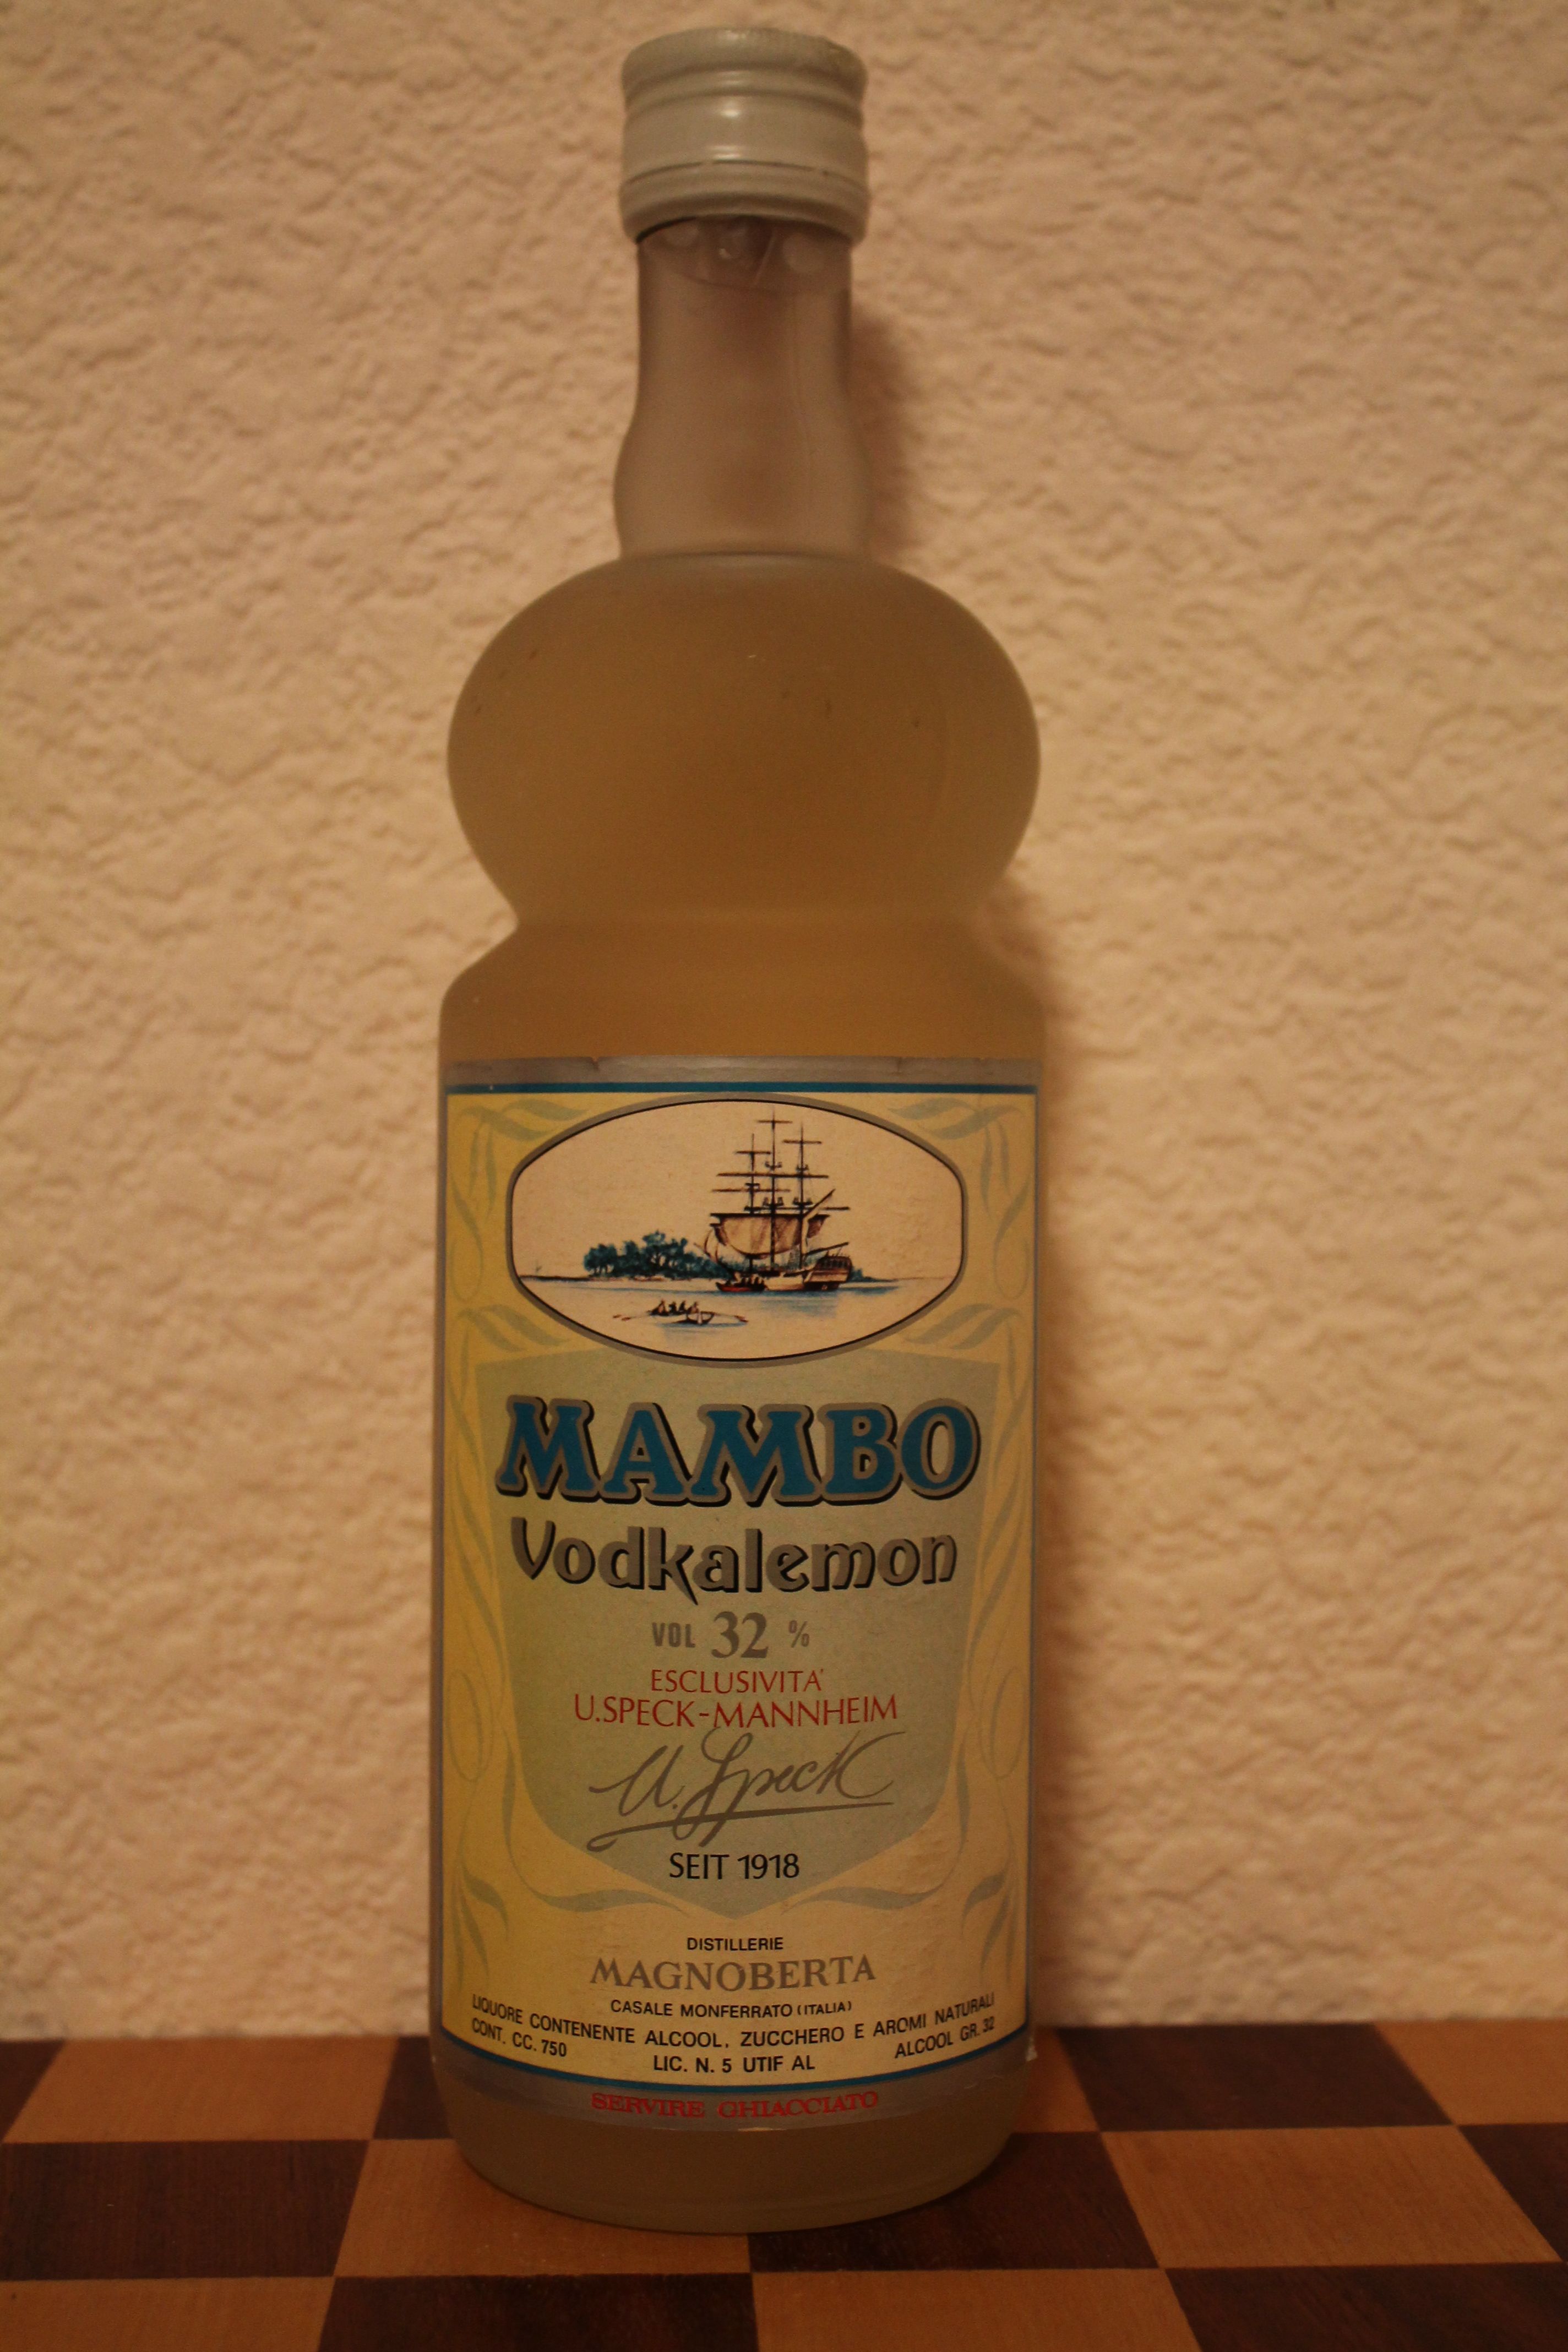 MAMBO
Vodkalemon
VOL 32 %
ESCLUSIVITA'
U.SPECK-MANNHEIM
U. Speck
SEIT 1918
DISTILLERIE
MAGNOBERTA
CASALE MONFERRATO (ITALIA)
LIQUORE CONTENENTE ALCOOL, ZUCCHERO E AROMI NATURALI
CONT. CC. 750 LIC. N. 5 UTIF AL ALCOOL GR. 32
SERVIRE GHIACCIATO